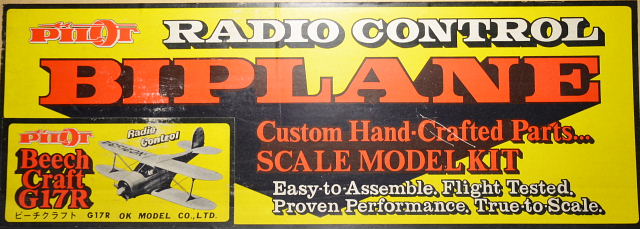 PILOT RADIO CONTROL
BIPLANE
Custom Hand-Crafted Parts...
SCALE MODEL KIT
Easy-to-Assemble, Flight Tested,
Proven Performance, True-to-Scale.
PILOT
Radio
Control
Beech
Craft
G17R
ビーチクラフト G17R OK MODEL CO.,LTD.